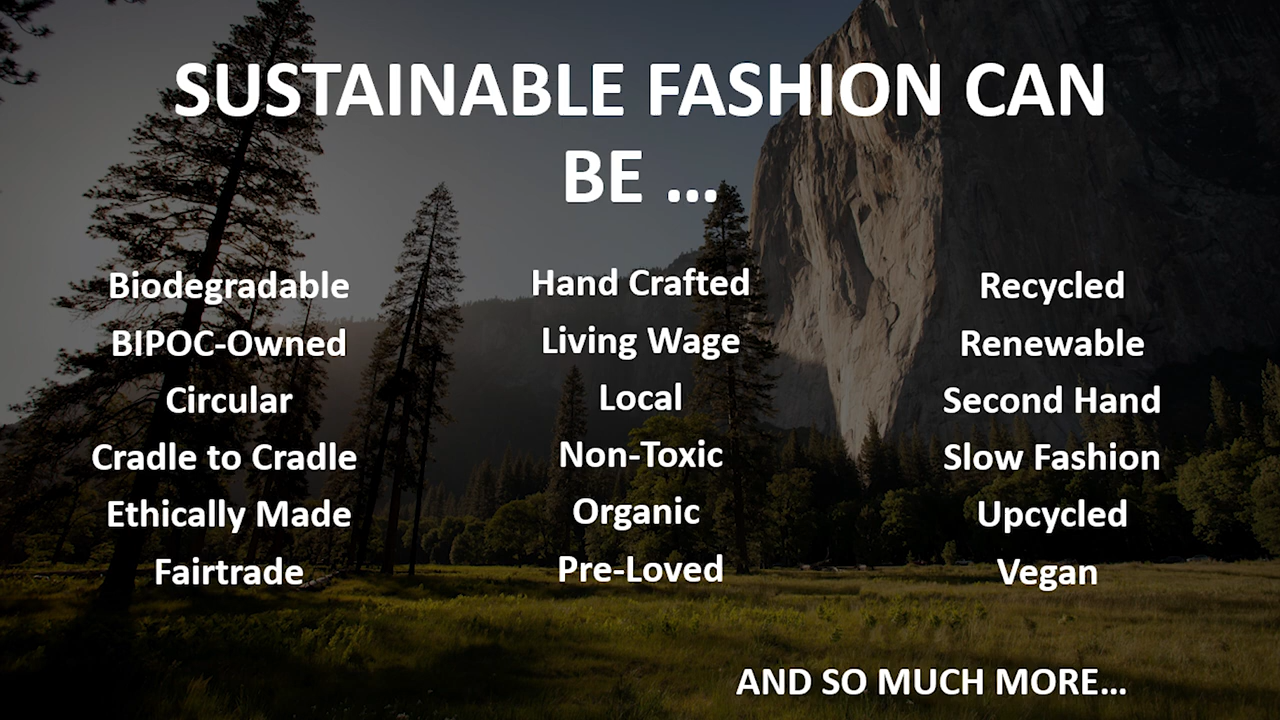 SUSTAINABLE FASHION CAN
BE ...
Biodegradable
BIPOC-Owned
Circular
Cradle to Cradle
Ethically Made
Fairtrade
Hand Crafted
Living Wage
Local
Non-Toxic
Organic
Pre-Loved
Recycled
Renewable
Second Hand
Slow Fashion
Upcycled
Vegan
AND SO MUCH MORE...